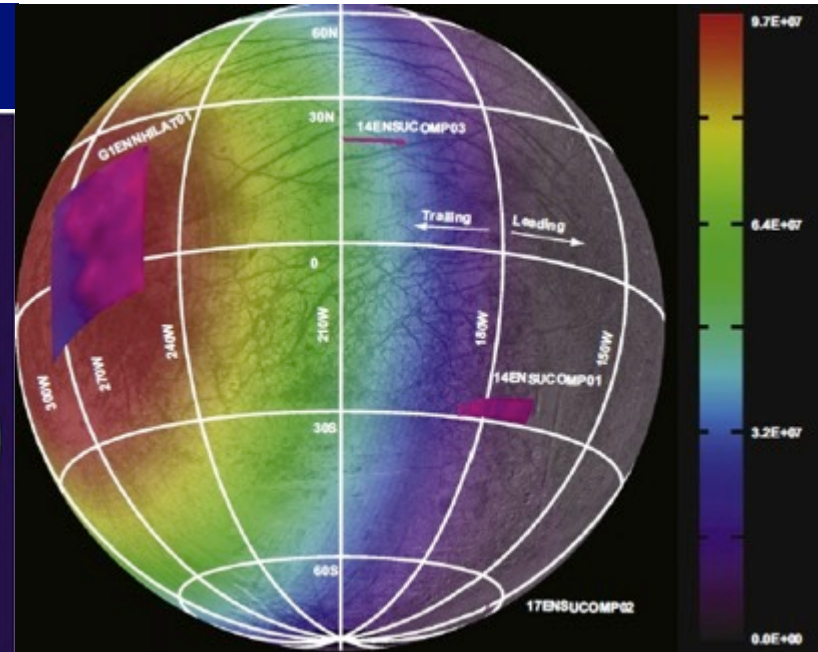 60N
9.7E+07
G1ENNHILAT01
30N
14ENSUCOMP03
Trailing
Leading
6.4E+07
0
240W
210W
180W
150W
270W
300W
14ENSUCOMP01
30S
3.2E+07
60S
17ENSUCOMP02
0.0E+00